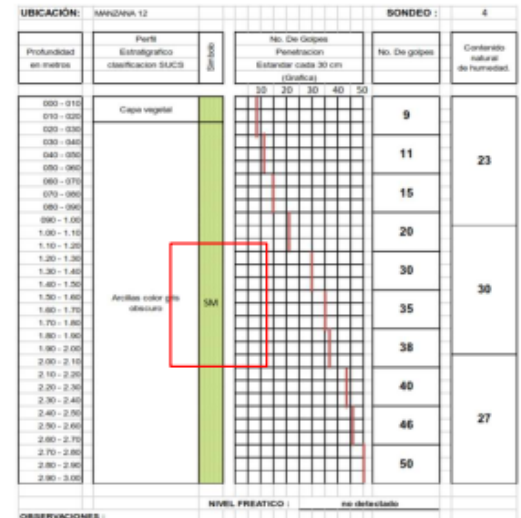 UBICACIÓN: MANZANA 12 SONDEO : 4
Profundidad en metros
Perfil Estratigrafico clasificacion SUCS
Simbolo
No. De Golpes Penetracion Estandar cada 30 cm (Grafica)
No. De golpes
Contenido natural de humedad.
10 20 30 40 50
000 - 010
010 - 020
020 - 030
030 - 040
040 - 050
050 - 060
060 - 070
070 - 080
080 - 090
090 - 1.00
1.00 - 1.10
1.10 - 1.20
1.20 - 1.30
1.30 - 1.40
1.40 - 1.50
1.50 - 1.60
1.60 - 1.70
1.70 - 1.80
1.80 - 1.90
1.90 - 2.00
2.00 - 2.10
2.10 - 2.20
2.20 - 2.30
2.30 - 2.40
2.40 - 2.50
2.50 - 2.60
2.60 - 2.70
2.70 - 2.80
2.80 - 2.90
2.90 - 3.00
Capa vegetal
Arcillas color gris
obscuro
SM
9
11
15
20
30
35
38
40
46
50
23
30
27
NIVEL FREATICO : no detectado
OBSERVACIONES :